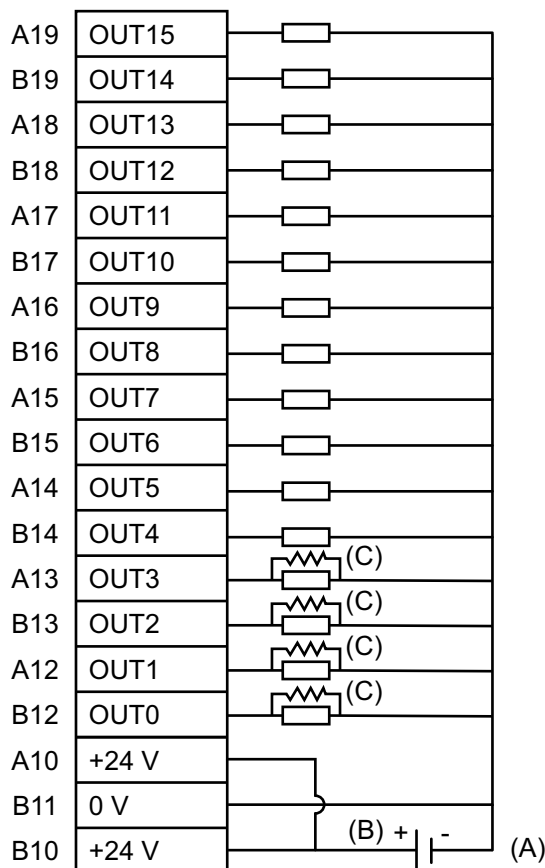 A19 OUT15
B19 OUT14
A18 OUT13
B18 OUT12
A17 OUT11
B17 OUT10
A16 OUT9
B16 OUT8
A15 OUT7
B15 OUT6
A14 OUT5
B14 OUT4
(C)
A13 OUT3
(C)
B13 OUT2
(C)
A12 OUT1
(C)
B12 OUT0
A10 +24 V
B11 0 V
B10 +24 V (B) + - (A)